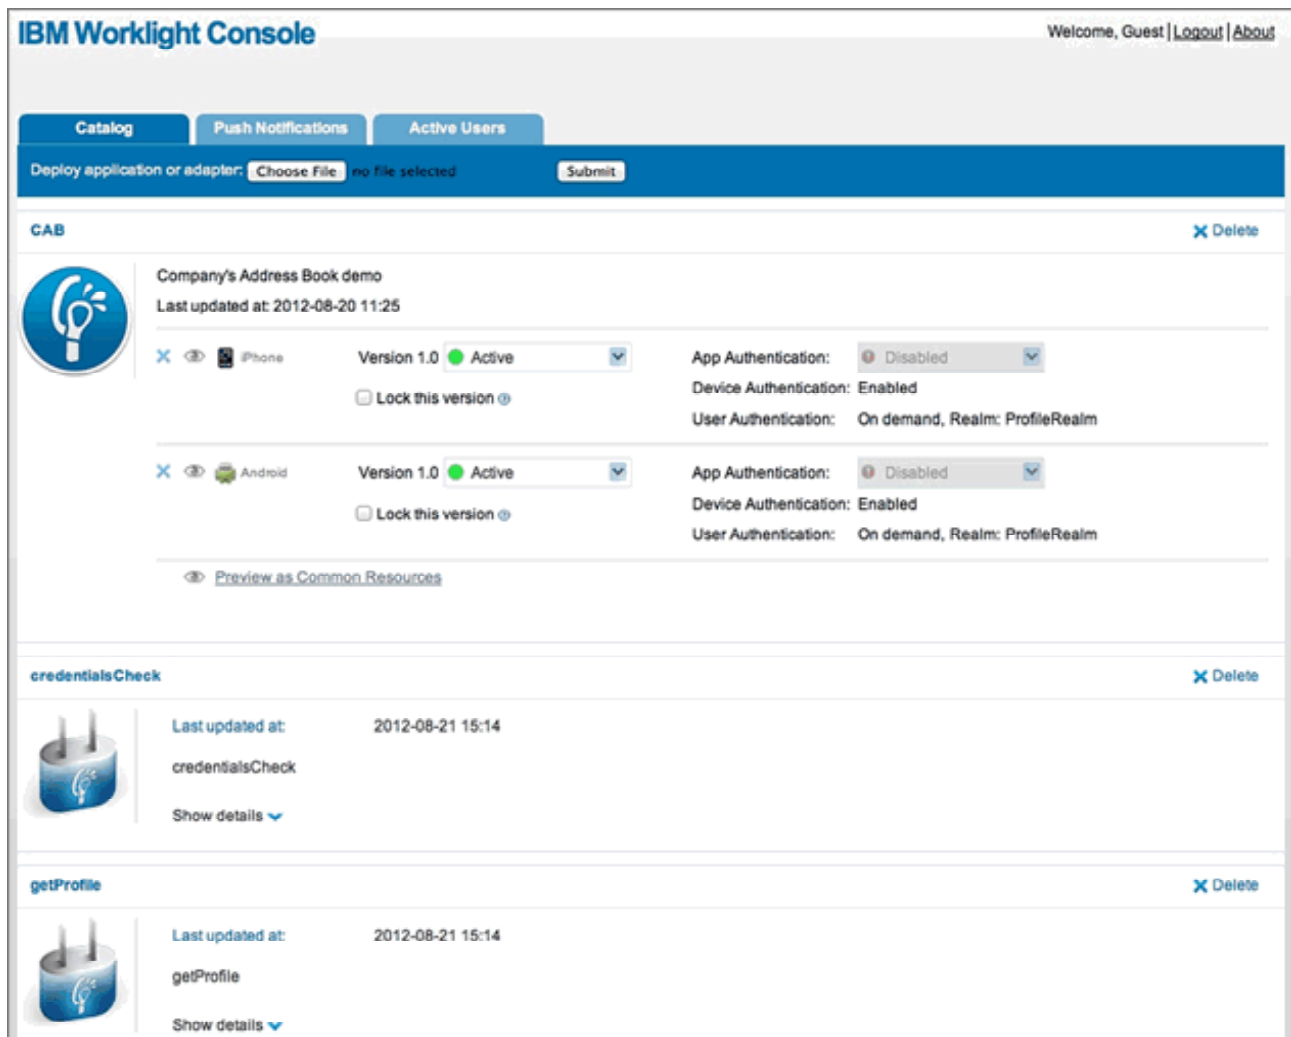 IBM Worklight Console
Welcome, Guest | Logout | About
Catalog Push Notifications Active Users
Deploy application or adapter: Choose File no file selected Submit
CAB Delete
Company's Address Book demo
Last updated at: 2012-08-20 11:25
iPhone Version 1.0 Active App Authentication: Disabled
Device Authentication: Enabled
Lock this version
User Authentication: On demand, Realm: ProfileRealm
Android Version 1.0 Active App Authentication: Disabled
Device Authentication: Enabled
Lock this version
User Authentication: On demand, Realm: ProfileRealm
Preview as Common Resources
credentialsCheck Delete
Last updated at: 2012-08-21 15:14
credentialsCheck
Show details
getProfile Delete
Last updated at: 2012-08-21 15:14
getProfile
Show details